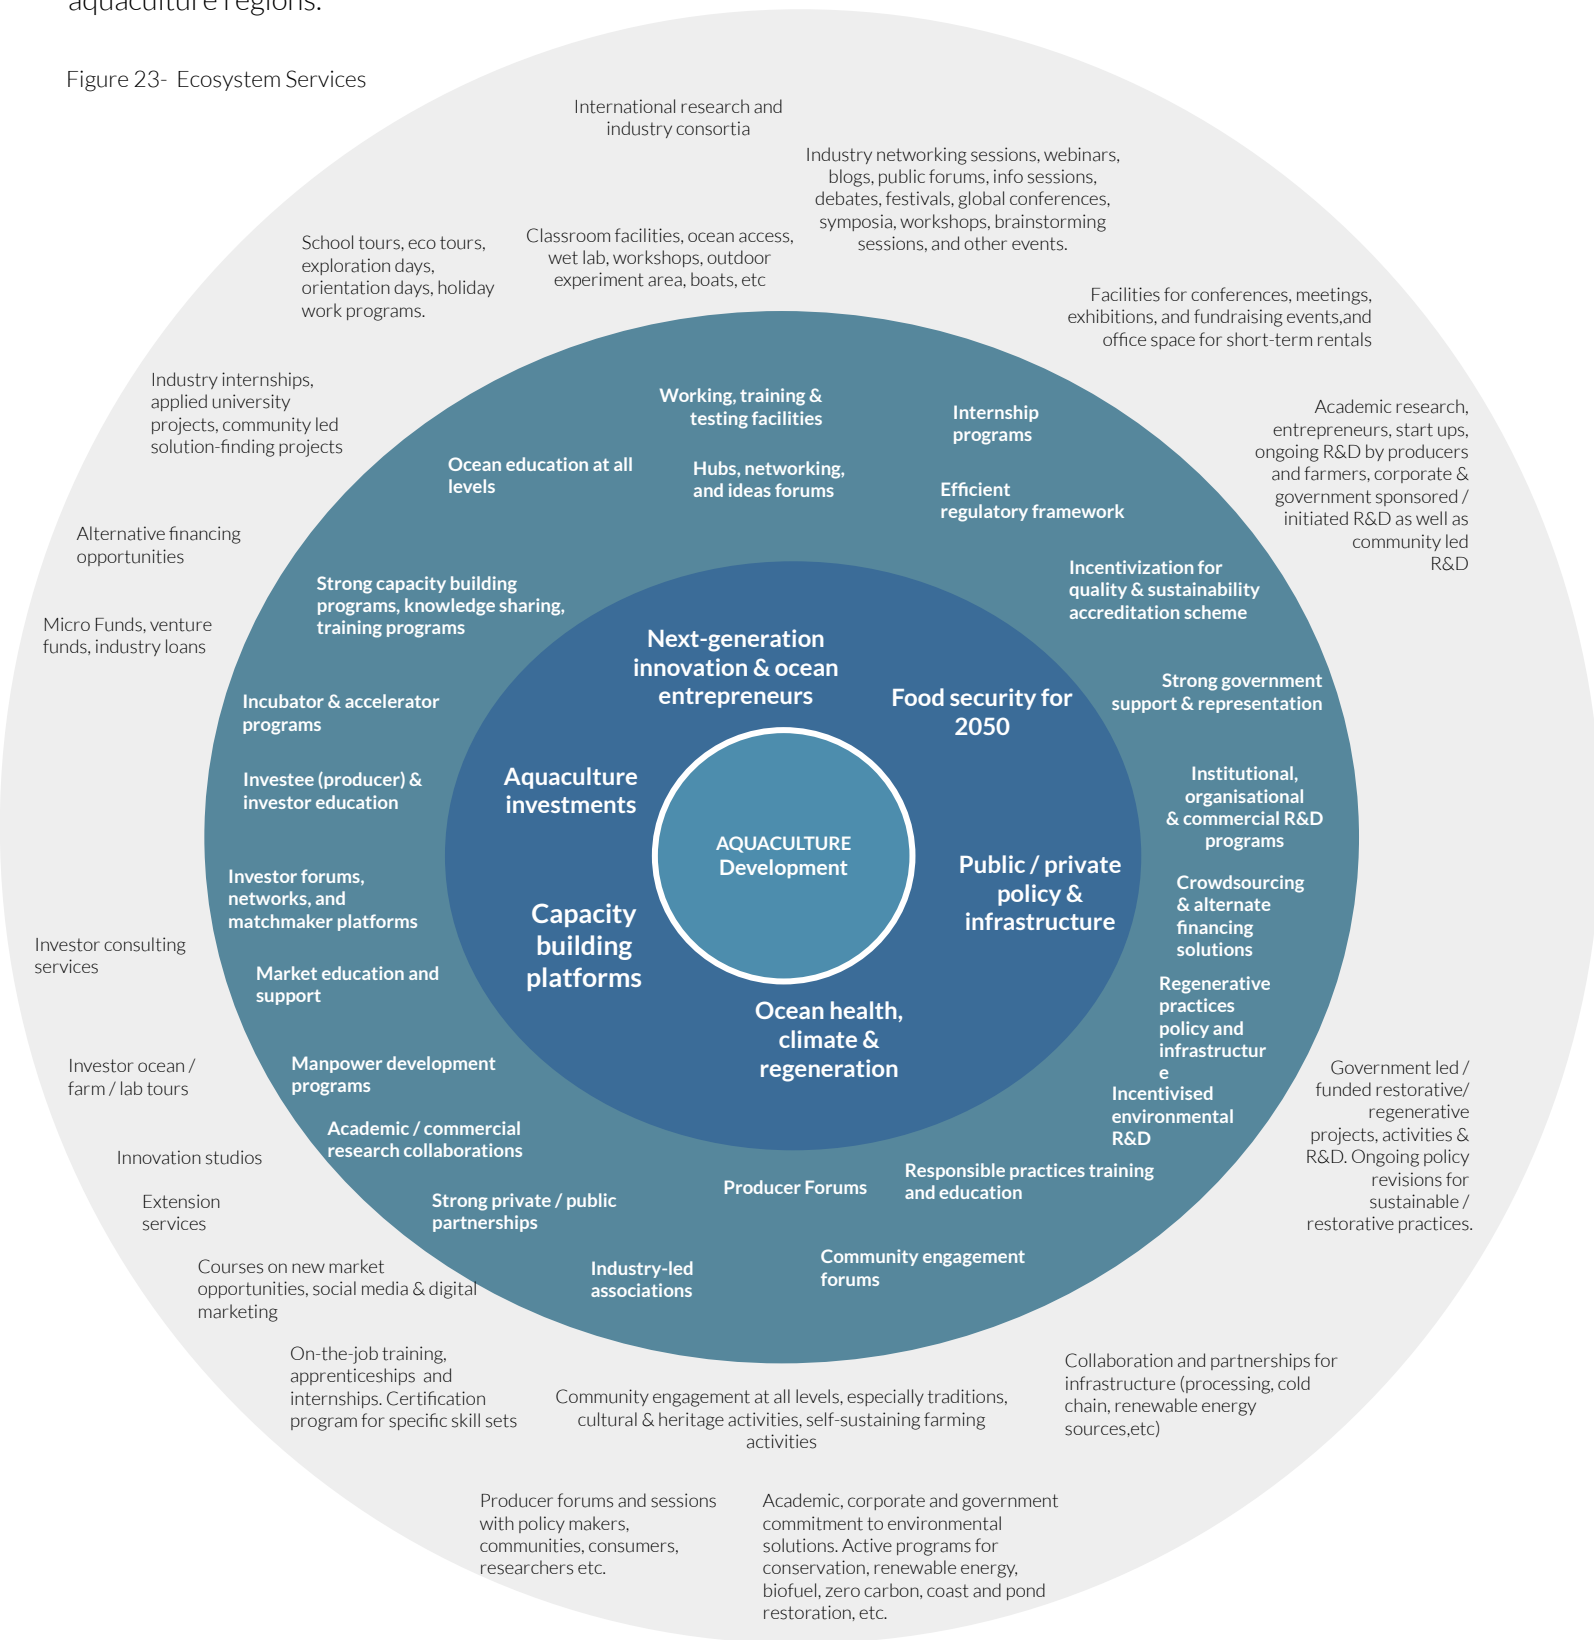 aquaculture regions.
Figure 23- Ecosystem Services
International research and
industry consortia
Industry networking sessions, webinars,
blogs, public forums, info sessions,
debates, festivals, global conferences,
symposia, workshops, brainstorming
sessions, and other events.
School tours, eco tours,
exploration days,
orientation days, holiday
work programs.
Classroom facilities, ocean access,
wet lab, workshops, outdoor
experiment area, boats, etc
Facilities for conferences, meetings,
exhibitions, and fundraising events,and
office space for short-term rentals
Industry internships,
applied university
projects, community led
solution-finding projects
Academic research,
entrepreneurs, start ups,
ongoing R&D by producers
and farmers, corporate &
government sponsored /
initiated R&D as well as
community led
R&D
Alternative financing
opportunities
Micro Funds, venture
funds, industry loans
Working, training &
testing facilities
Internship
programs
Ocean education at all
levels
Hubs, networking,
and ideas forums
Efficient
regulatory framework
Strong capacity building
programs, knowledge sharing,
training programs
Incentivization for
quality & sustainability
accreditation scheme
Incubator & accelerator
programs
Strong government
support & representation
Investee (producer) &
investor education
Institutional,
organisational
& commercial R&D
programs
Investor forums,
networks, and
matchmaker platforms
Crowdsourcing
& alternate
financing
solutions
Market education and
support
Regenerative
practices
policy and
infrastructur
e
Manpower development
programs
Incentivised
environmental
R&D
Academic / commercial
research collaborations
Responsible practices training
and education
Producer Forums
Strong private / public
partnerships
Community engagement
forums
Industry-led
associations
Next-generation
innovation & ocean
entrepreneurs
Food security for
2050
Aquaculture
investments
AQUACULTURE
Development
Public / private
policy &
infrastructure
Capacity
building
platforms
Ocean health,
climate &
regeneration
Investor consulting
services
Investor ocean /
farm / lab tours
Innovation studios
Extension
services
Courses on new market
opportunities, social media & digital
marketing
On-the-job training,
apprenticeships and
internships. Certification
program for specific skill sets
Government led /
funded restorative/
regenerative
projects, activities &
R&D. Ongoing policy
revisions for
sustainable /
restorative practices.
Community engagement at all levels, especially traditions,
cultural & heritage activities, self-sustaining farming
activities
Collaboration and partnerships for
infrastructure (processing, cold
chain, renewable energy
sources,etc)
Producer forums and sessions
with policy makers,
communities, consumers,
researchers etc.
Academic, corporate and government
commitment to environmental
solutions. Active programs for
conservation, renewable energy,
biofuel, zero carbon, coast and pond
restoration, etc.